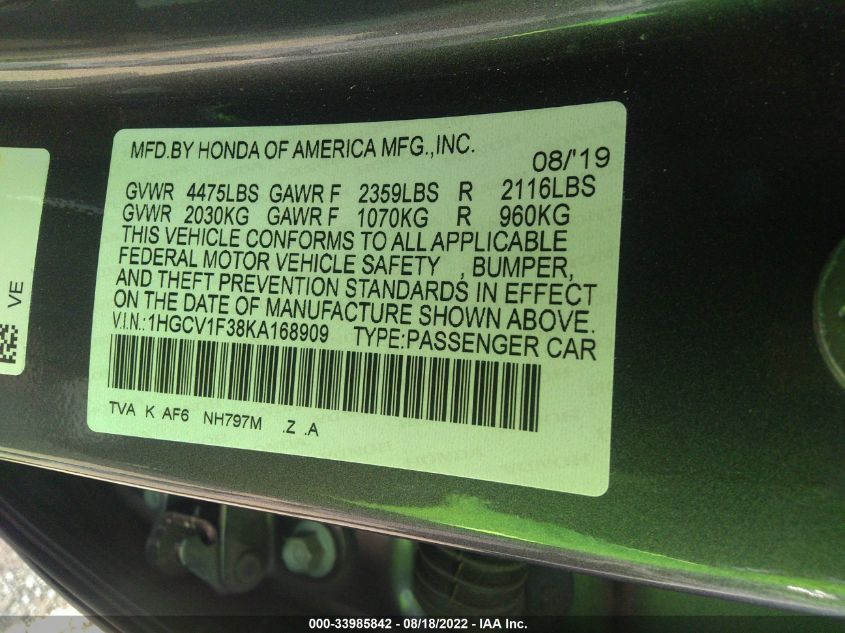 MFD.BY HONDA OF AMERICA MFG.,INC.
08/'19
GVWR 4475LBS GAWR F 2359LBS R 2116LBS
GVWR 2030KG GAWR F 1070KG R 960KG
THIS VEHICLE CONFORMS TO ALL APPLICABLE
FEDERAL MOTOR VEHICLE SAFETY , BUMPER,
AND THEFT PREVENTION STANDARDS IN EFFECT
ON THE DATE OF MANUFACTURE SHOWN ABOVE.
V.I.N.:1HGCV1F38KA168909 TYPE:PASSENGER CAR
TVA K AF6 NH797M .Z .A
VE
000-33985842 - 08/18/2022 - IAA Inc.